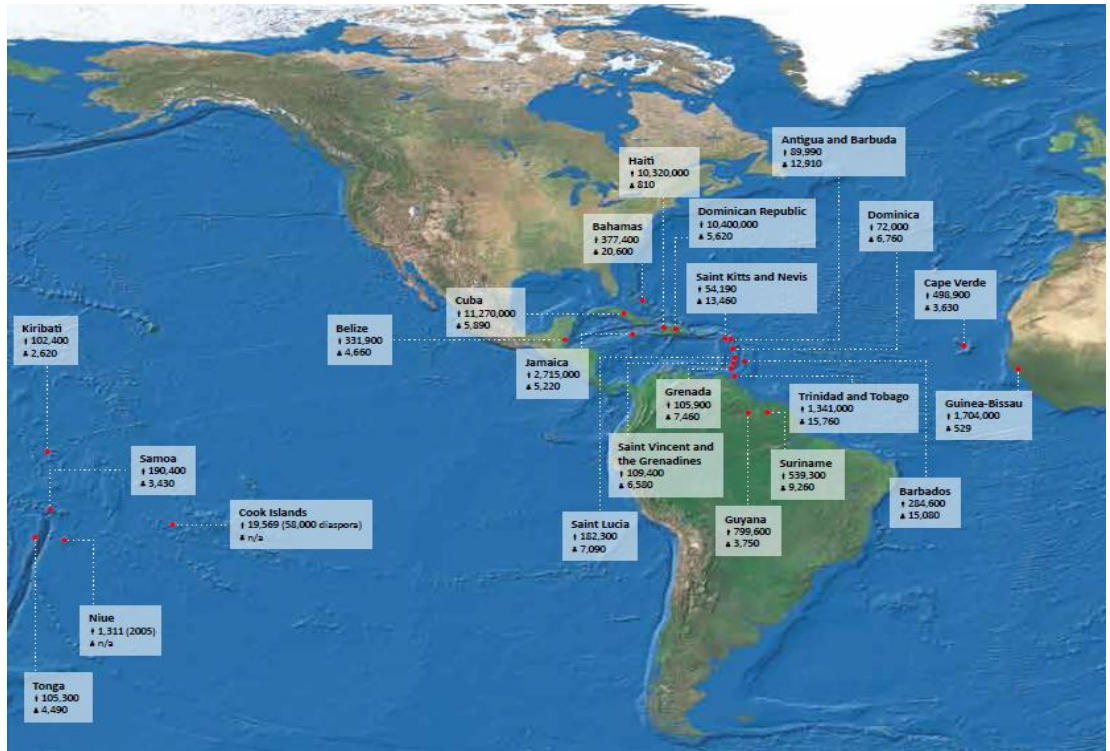 Antigua and Barbuda
89,990
12,910
Haiti
10,320,000
810
Dominican Republic
10,400,000
5,620
Dominica
72,000
6,760
Bahamas
377,400
20,600
Saint Kitts and Nevis
54,190
13,460
Cape Verde
498,900
3,630
Cuba
11,270,000
5,890
Kiribati
102,400
2,620
Belize
331,900
4,660
Jamaica
2,715,000
5,220
Grenada
105,900
7,460
Trinidad and Tobago
1,341,000
15,760
Guinea-Bissau
1,704,000
529
Saint Vincent and
the Grenadines
109,400
6,580
Samoa
190,400
3,430
Suriname
539,300
9,260
Barbados
284,600
15,080
Cook Islands
19,569 (58,000 diaspora)
n/a
Saint Lucia
182,300
7,090
Guyana
799,600
3,750
Niue
1,311 (2005)
n/a
Tonga
105,300
4,490